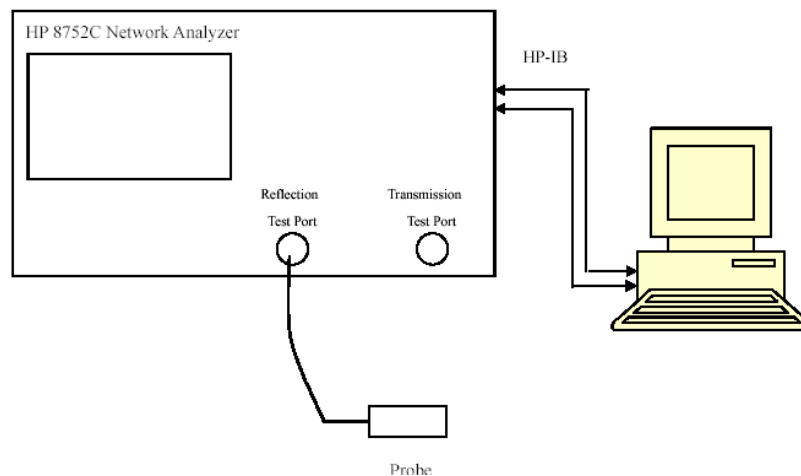 HP 8752C Network Analyzer
HP-IB
Reflection
Test Port
Transmission
Test Port
Probe